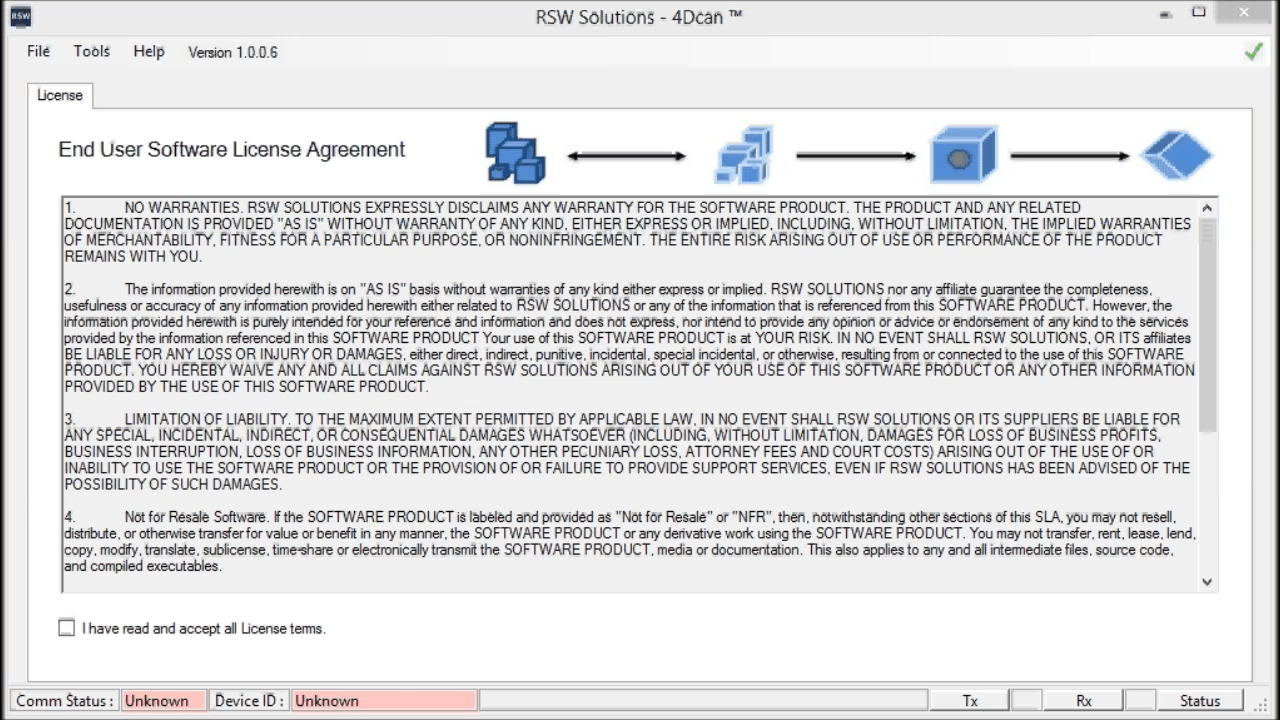 RSW
RSW Solutions - 4Dcan ™
File Tools Help Version 1.0.0.6
License
End User Software License Agreement
1. NO WARRANTIES. RSW SOLUTIONS EXPRESSLY DISCLAIMS ANY WARRANTY FOR THE SOFTWARE PRODUCT. THE PRODUCT AND ANY RELATED
DOCUMENTATION IS PROVIDED "AS IS" WITHOUT WARRANTY OF ANY KIND, EITHER EXPRESS OR IMPLIED, INCLUDING, WITHOUT LIMITATION, THE IMPLIED WARRANTIES
OF MERCHANTABILITY, FITNESS FOR A PARTICULAR PURPOSE, OR NONINFRINGEMENT. THE ENTIRE RISK ARISING OUT OF USE OR PERFORMANCE OF THE PRODUCT
REMAINS WITH YOU.
2. The information provided herewith is on "AS IS" basis without warranties of any kind either express or implied. RSW SOLUTIONS nor any affiliate guarantee the completeness,
usefulness or accuracy of any information provided herewith either related to RSW SOLUTIONS or any of the information that is referenced from this SOFTWARE PRODUCT. However, the
information provided herewith is purely intended for your reference and information and does not express, nor intend to provide any opinion or advice or endorsement of any kind to the services
provided by the information referenced in this SOFTWARE PRODUCT Your use of this SOFTWARE PRODUCT is at YOUR RISK. IN NO EVENT SHALL RSW SOLUTIONS, OR ITS affiliates
BE LIABLE FOR ANY LOSS OR INJURY OR DAMAGES, either direct, indirect, punitive, incidental, special incidental, or otherwise, resulting from or connected to the use of this SOFTWARE
PRODUCT. YOU HEREBY WAIVE ANY AND ALL CLAIMS AGAINST RSW SOLUTIONS ARISING OUT OF YOUR USE OF THIS SOFTWARE PRODUCT OR ANY OTHER INFORMATION
PROVIDED BY THE USE OF THIS SOFTWARE PRODUCT.
3. LIMITATION OF LIABILITY. TO THE MAXIMUM EXTENT PERMITTED BY APPLICABLE LAW, IN NO EVENT SHALL RSW SOLUTIONS OR ITS SUPPLIERS BE LIABLE FOR
ANY SPECIAL, INCIDENTAL, INDIRECT, OR CONSEQUENTIAL DAMAGES WHATSOEVER (INCLUDING, WITHOUT LIMITATION, DAMAGES FOR LOSS OF BUSINESS PROFITS,
BUSINESS INTERRUPTION, LOSS OF BUSINESS INFORMATION, ANY OTHER PECUNIARY LOSS, ATTORNEY FEES AND COURT COSTS) ARISING OUT OF THE USE OF OR
INABILITY TO USE THE SOFTWARE PRODUCT OR THE PROVISION OF OR FAILURE TO PROVIDE SUPPORT SERVICES, EVEN IF RSW SOLUTIONS HAS BEEN ADVISED OF THE
POSSIBILITY OF SUCH DAMAGES.
4. Not for Resale Software. If the SOFTWARE PRODUCT is labeled and provided as "Not for Resale" or "NFR", then, notwithstanding other sections of this SLA, you may not resell,
distribute, or otherwise transfer for value or benefit in any manner, the SOFTWARE PRODUCT or any derivative work using the SOFTWARE PRODUCT. You may not transfer, rent, lease, lend,
copy, modify, translate, sublicense, time-share or electronically transmit the SOFTWARE PRODUCT, media or documentation. This also applies to any and all intermediate files, source code,
and compiled executables.
I have read and accept all License terms.
Comm Status : Unknown Device ID : Unknown Tx Rx Status